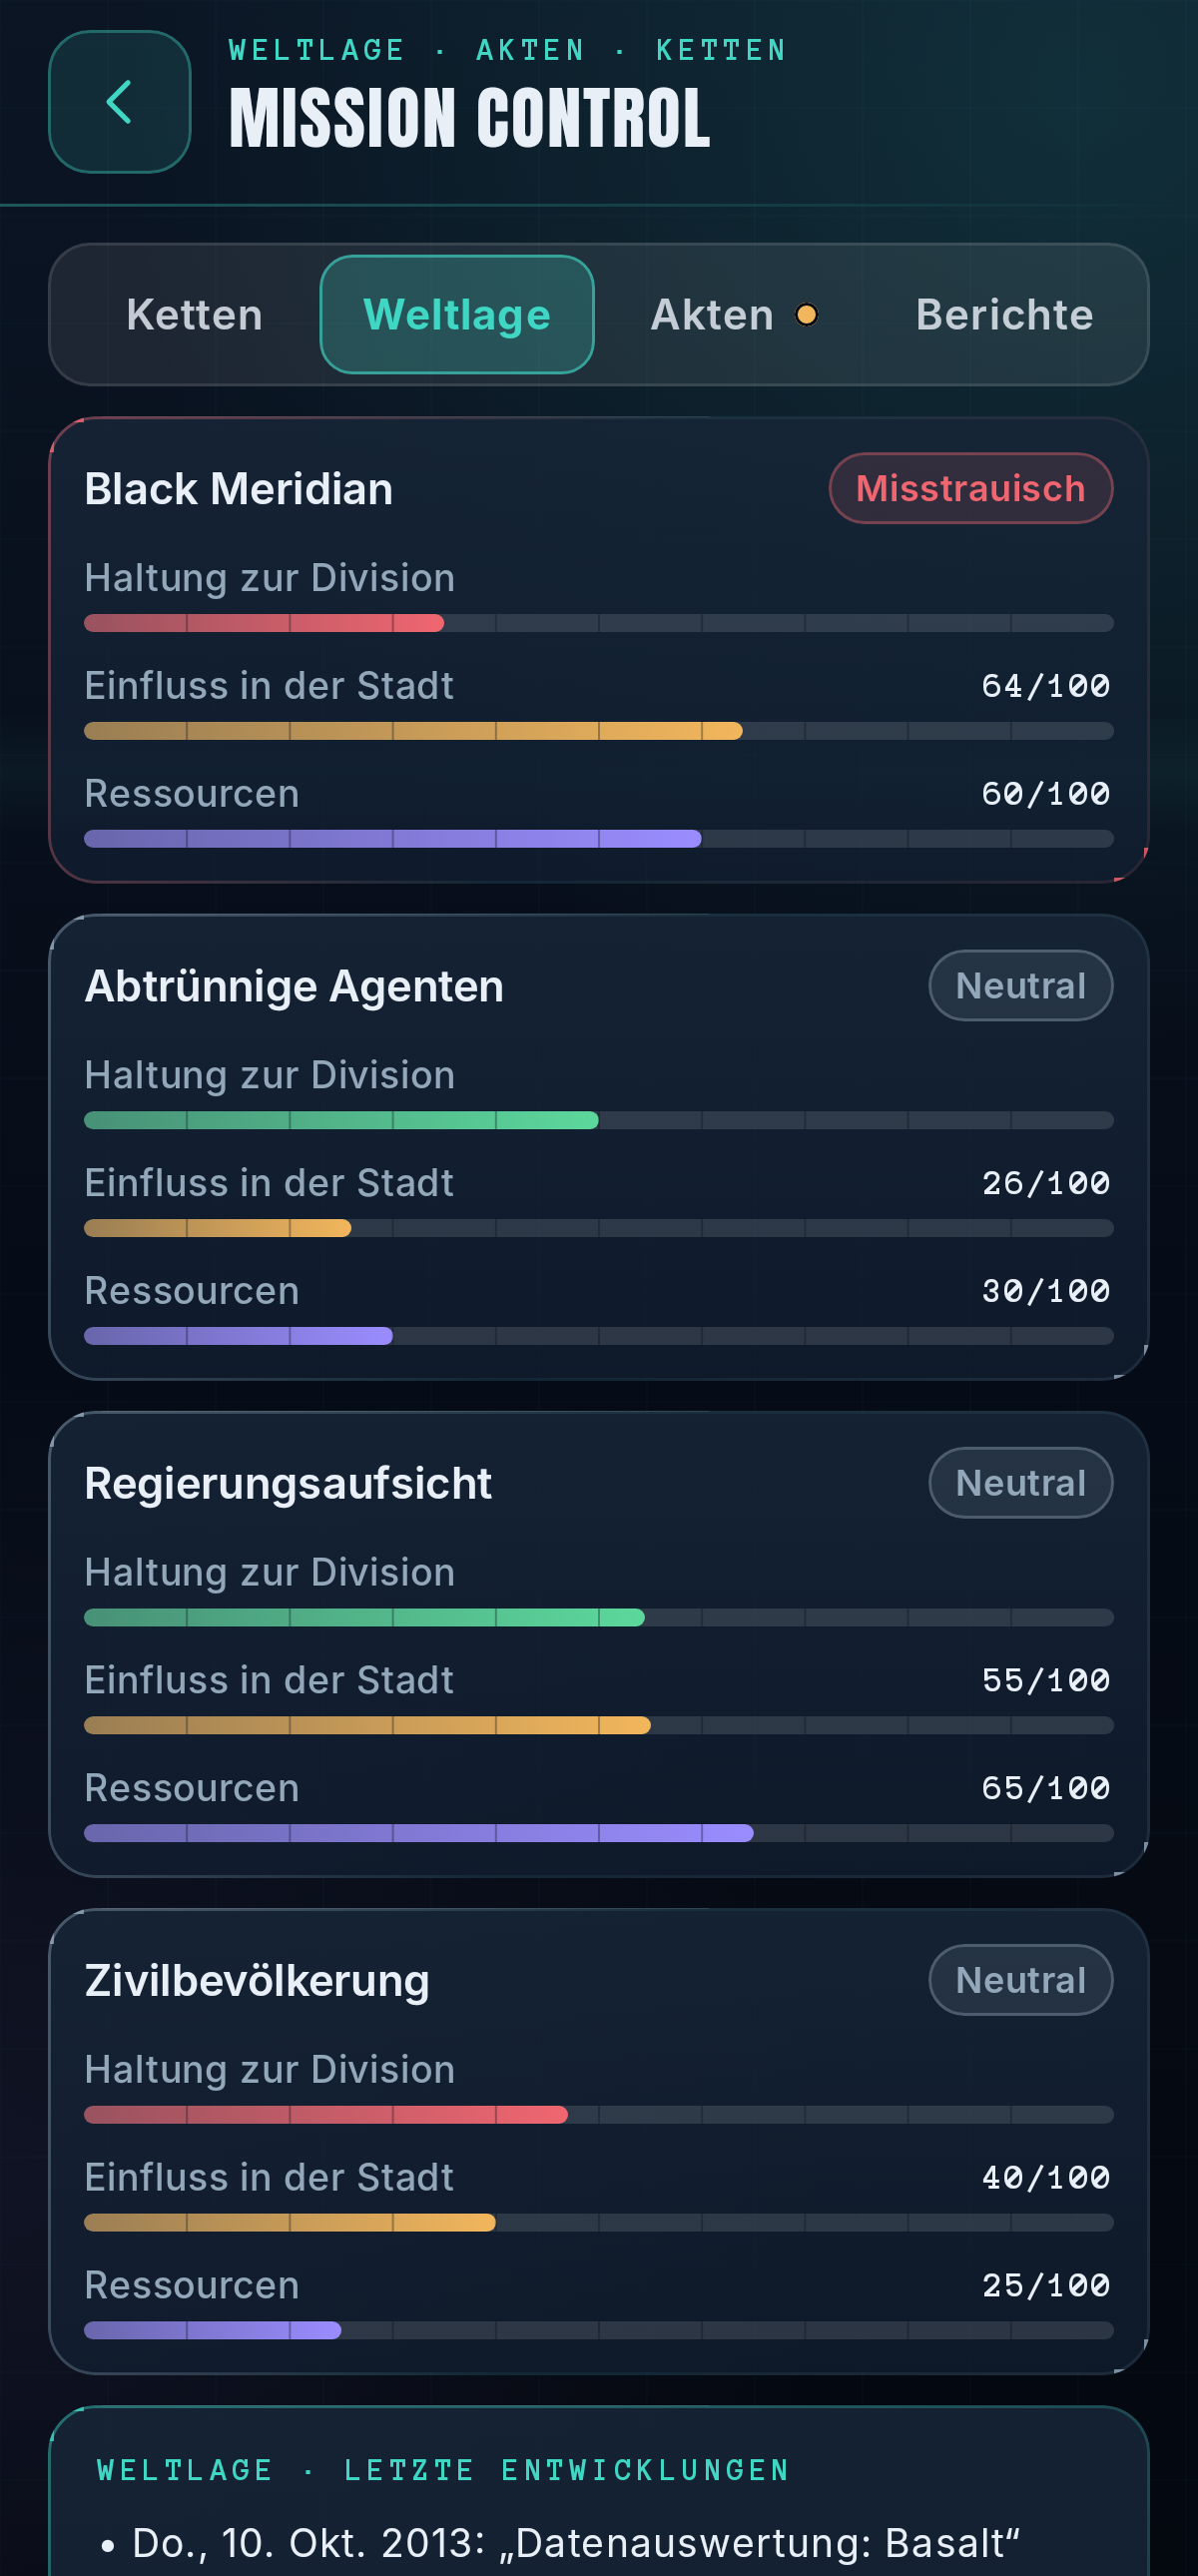 WELTLAGE · AKTEN · KETTEN
MISSION CONTROL
Ketten Weltlage Akten Berichte
Black Meridian Misstrauisch
Haltung zur Division
Einfluss in der Stadt 64/100
Ressourcen 60/100
Abtrünnige Agenten Neutral
Haltung zur Division
Einfluss in der Stadt 26/100
Ressourcen 30/100
Regierungsaufsicht Neutral
Haltung zur Division
Einfluss in der Stadt 55/100
Ressourcen 65/100
Zivilbevölkerung Neutral
Haltung zur Division
Einfluss in der Stadt 40/100
Ressourcen 25/100
WELTLAGE · LETZTE ENTWICKLUNGEN
• Do., 10. Okt. 2013: „Datenauswertung: Basalt“